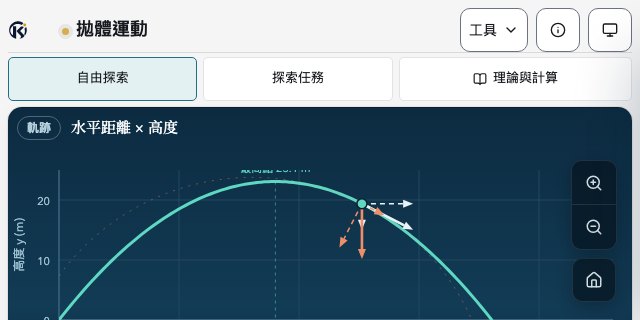 拋體運動
工具
自由探索
探索任務
理論與計算
軌跡
水平距離 × 高度
20
10
高度 y (m)